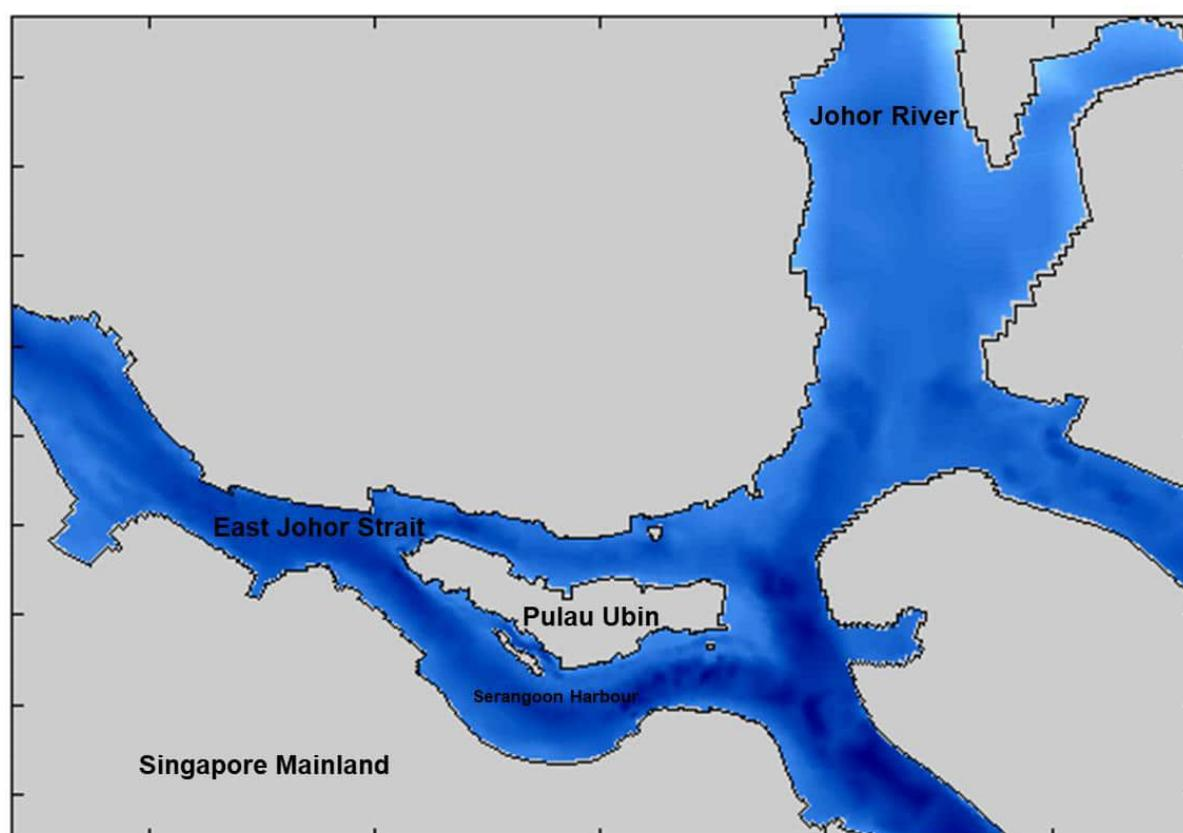 Johor River
East Johor Strait
Pulau Ubin
Serangoon Harbour
Singapore Mainland